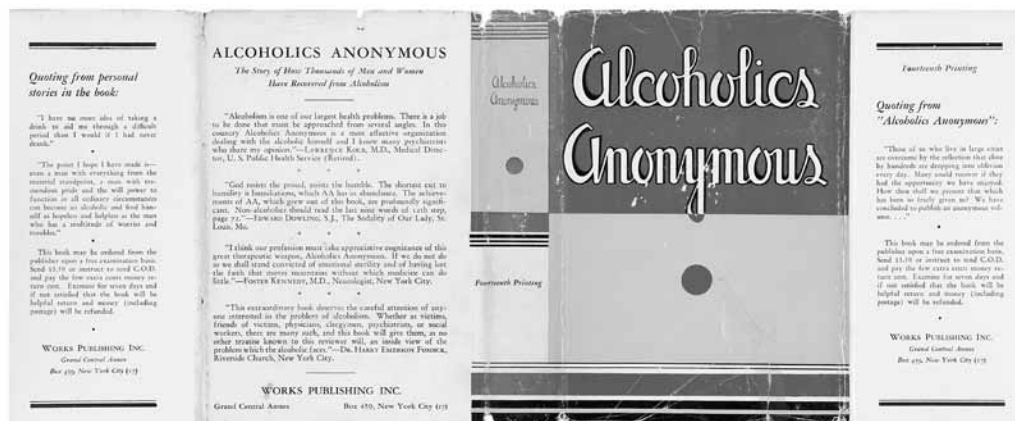 Quoting from personal
stories in the book:
"I have no more idea of taking a
drink to aid me through a difficult
period than I would if I had never
drank."
"The point I hope I have made is—
even a man with everything from the
material standpoint, a man with tre-
mendous pride and the will power to
function in all ordinary circumstances
can become an alcoholic and find him-
self as hopeless and helpless as the man
who has a multitude of worries and
troubles."
This book may be ordered from the
publisher upon a free examination basis.
Send $3.50 or instruct to send C.O.D.
and pay the few extra cents money re-
turn cost. Examine for seven days and
if not satisfied that the book will be
helpful return and money (including
postage) will be refunded.
WORKS PUBLISHING INC.
Grand Central Annex
Box 459, New York City (17)
ALCOHOLICS ANONYMOUS
The Story of How Thousands of Men and Women
Have Recovered from Alcoholism
"Alcoholism is one of our largest health problems. There is a job
to be done that must be approached from several angles. In this
country Alcoholics Anonymous is a most effective organization
dealing with the alcoholic himself and I know many psychiatrists
who share my opinion."—LAWRENCE KOLB, M.D., Medical Direc-
tor, U. S. Public Health Service (Retired).
"God resists the proud, assists the humble. The shortest cut to
humility is humiliations, which AA has in abundance. The achieve-
ments of AA, which grew out of this book, are profoundly signifi-
cant. Non-alcoholics should read the last nine words of 12th step,
page 72."—EDWARD DOWLING, S.J., The Sodality of Our Lady, St.
Louis, Mo.
"I think our profession must take appreciative cognizance of this
great therapeutic weapon, Alcoholics Anonymous. If we do not do
so we shall stand convicted of emotional sterility and of having lost
the faith that moves mountains without which medicine can do
little."—FOSTER KENNEDY, M.D., Neurologist, New York City.
"This extraordinary book deserves the careful attention of any-
one interested in the problem of alcoholism. Whether as victims,
friends of victims, physicians, clergymen, psychiatrists, or social
workers, there are many such, and this book will give them, as no
other treatise known to this reviewer will, an inside view of the
problem which the alcoholic faces."—DR. HARRY EMERSON FOSDICK,
Riverside Church, New York City.
WORKS PUBLISHING INC.
Grand Central Annex Box 459, New York City (17)
Alcoholics
Anonymous
Fourteenth Printing
Alcoholics
Anonymous
Fourteenth Printing
Quoting from
"Alcoholics Anonymous":
"Those of us who live in large cities
are overcome by the reflection that close
by hundreds are dropping into oblivion
every day. Many could recover if they
had the opportunity we have enjoyed.
How then shall we present that which
has been so freely given us? We have
concluded to publish an anonymous vol-
ume. . . ."
This book may be ordered from the
publisher upon a free examination basis.
Send $3.50 or instruct to send C.O.D.
and pay the few extra costs money re-
turn cost. Examine for seven days and
if not satisfied that the book will be
helpful return and money (including
postage) will be refunded.
WORKS PUBLISHING INC.
Grand Central Annex
Box 459, New York City (17)